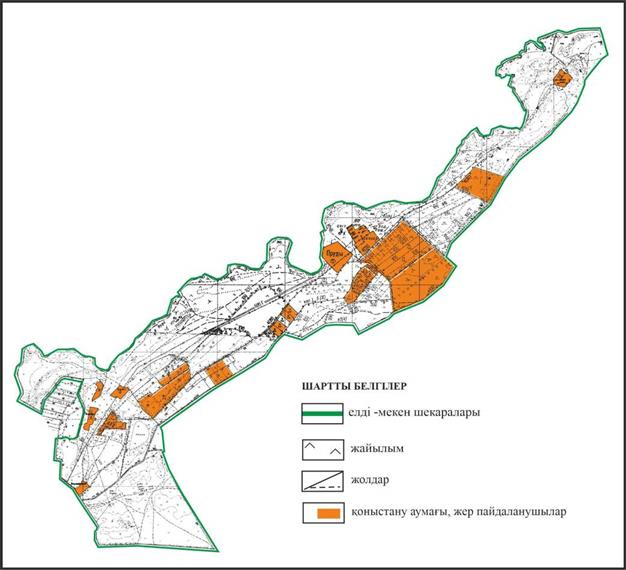 Пруды
ШАРТТЫ БЕЛГІЛЕР
елді -мекен шекаралары
жайылым
жолдар
қоныстану аумағы, жер пайдаланушылар